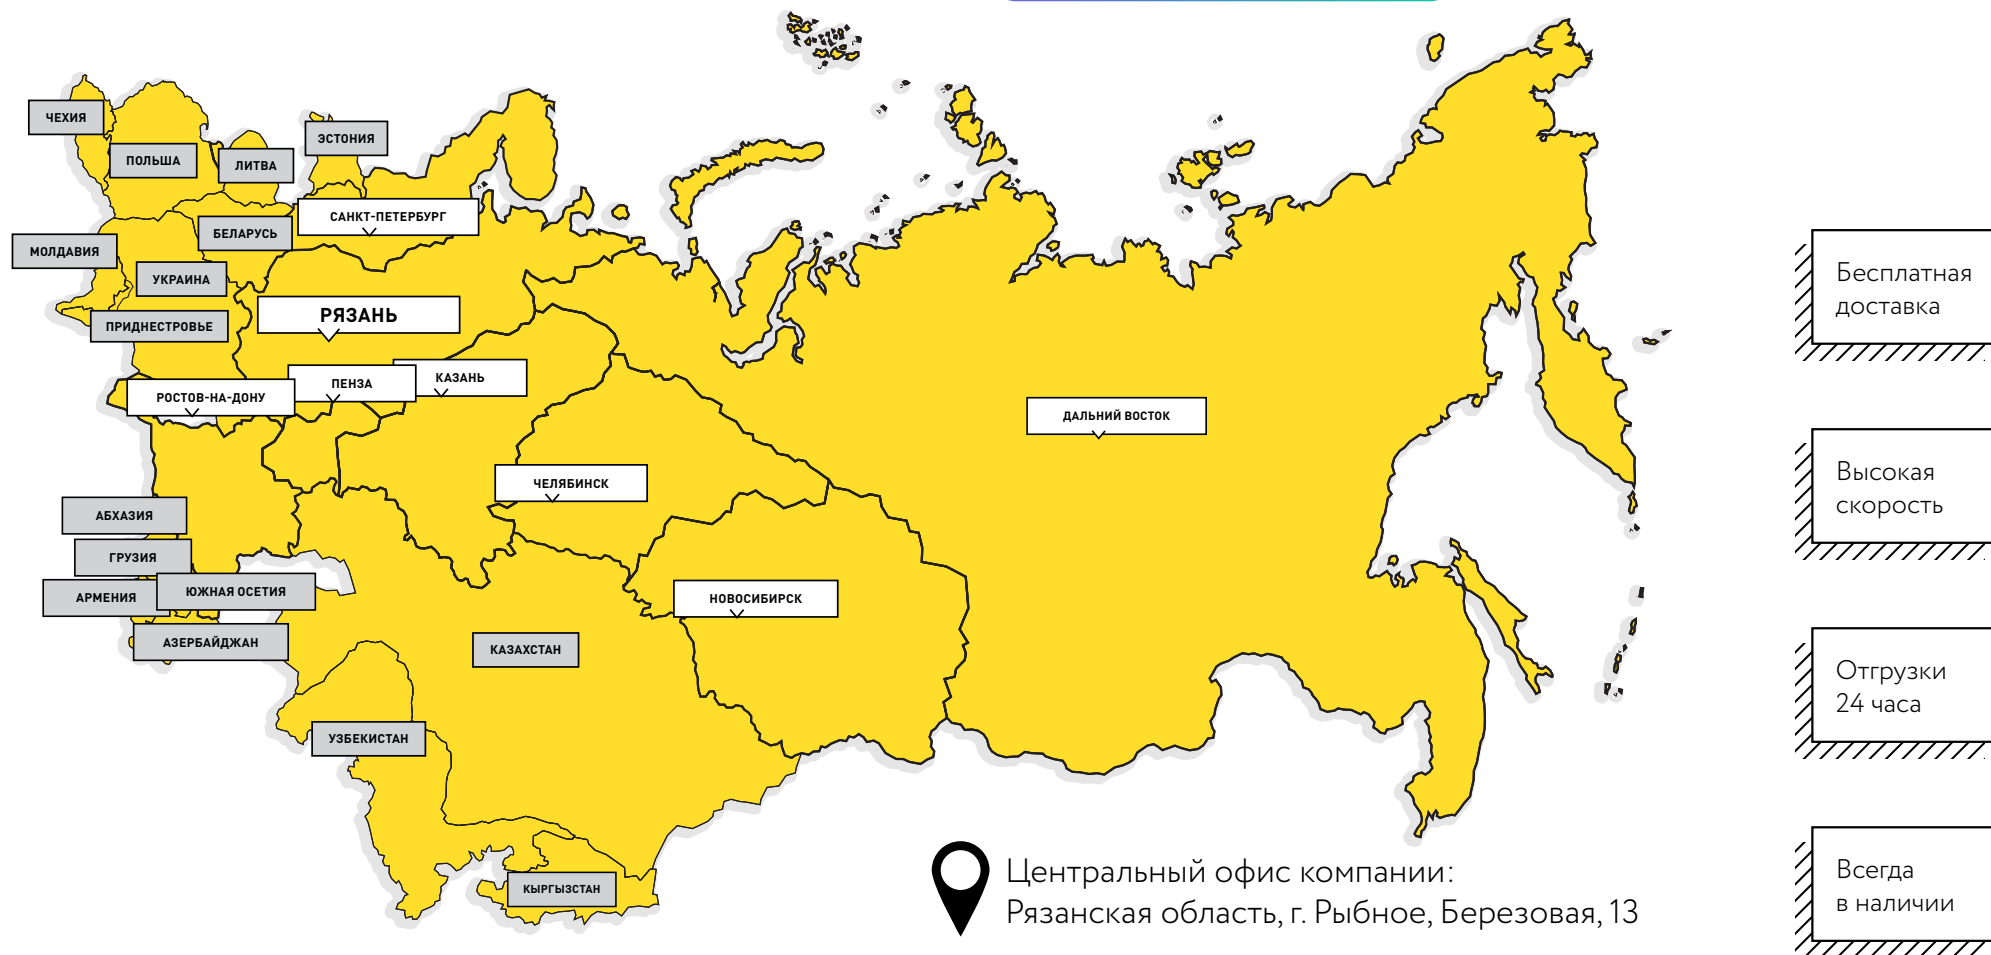 ЧЕХИЯ
ПОЛЬША
ЛИТВА
ЭСТОНИЯ
САНКТ-ПЕТЕРБУРГ
БЕЛАРУСЬ
МОЛДАВИЯ
УКРАИНА
ПРИДНЕСТРОВЬЕ
РЯЗАНЬ
КАЗАНЬ
ПЕНЗА
РОСТОВ-НА-ДОНУ
ДАЛЬНИЙ ВОСТОК
ЧЕЛЯБИНСК
АБХАЗИЯ
ГРУЗИЯ
АРМЕНИЯ
ЮЖНАЯ ОСЕТИЯ
АЗЕРБАЙДЖАН
НОВОСИБИРСК
КАЗАХСТАН
УЗБЕКИСТАН
КЫРГЫЗСТАН
Центральный офис компании:
Рязанская область, г. Рыбное, Березовая, 13
Бесплатная
доставка
Высокая
скорость
Отгрузки
24 часа
Всегда
в наличии